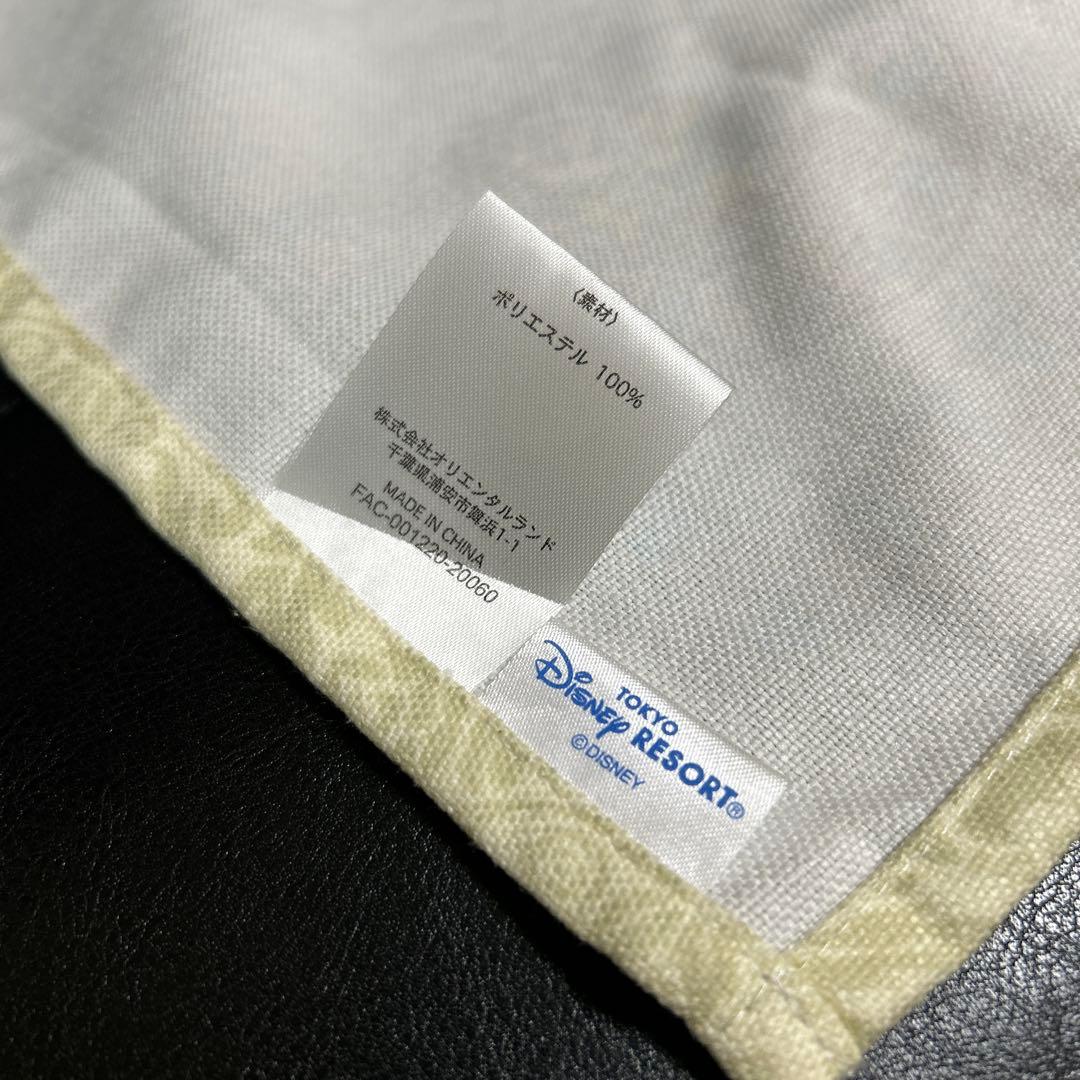 〈素材〉
ポリエステル 100%
株式会社オリエンタルランド
千葉県浦安市舞浜1-1
MADE IN CHINA
FAC-001220-20060
TOKYO
DISNEY RESORT®
©DISNEY